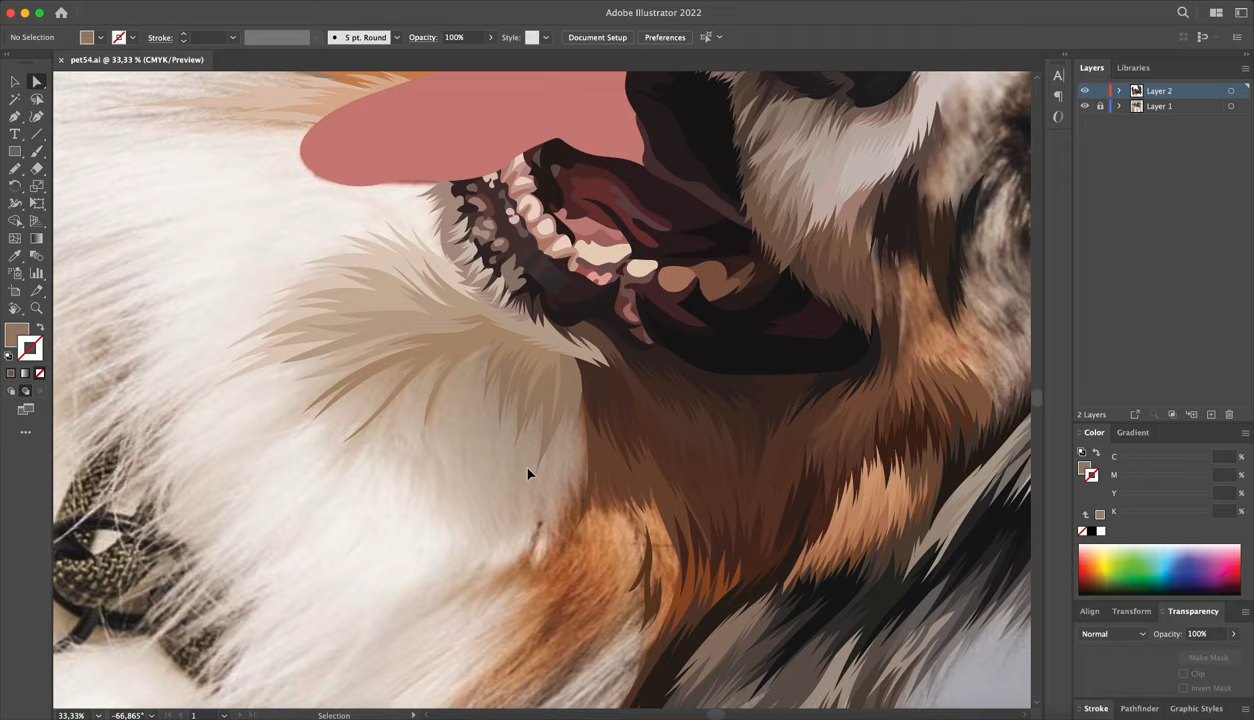 Adobe Illustrator 2022
No Selection
Stroke:
5 pt. Round
Opacity: 100%
Style:
Document Setup
Preferences
pet54.ai @ 33,33 % (CMYK/Preview)
Layers
Libraries
Layer 2
Layer 1
2 Layers
Color
Gradient
C %
M %
Y %
K %
Align
Transform
Transparency
Normal
Opacity: 100%
Make Mask
Clip
Invert Mask
Stroke
Pathfinder
Graphic Styles
33,33%
-66,865°
1
Selection